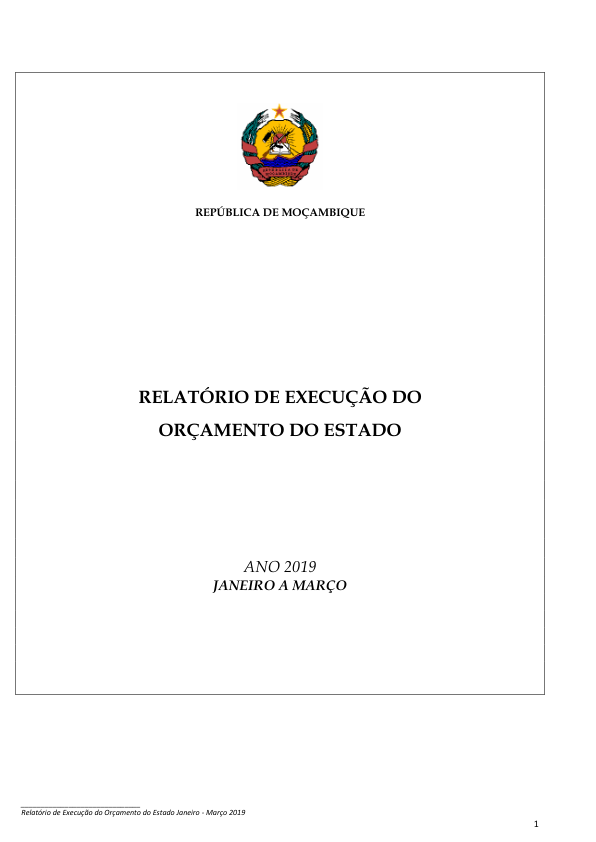 REPÚBLICA DE MOÇAMBIQUE
RELATÓRIO DE EXECUÇÃO DO
ORÇAMENTO DO ESTADO
ANO 2019
JANEIRO A MARÇO
Relatório de Execução do Orçamento do Estado Janeiro - Março 2019
1